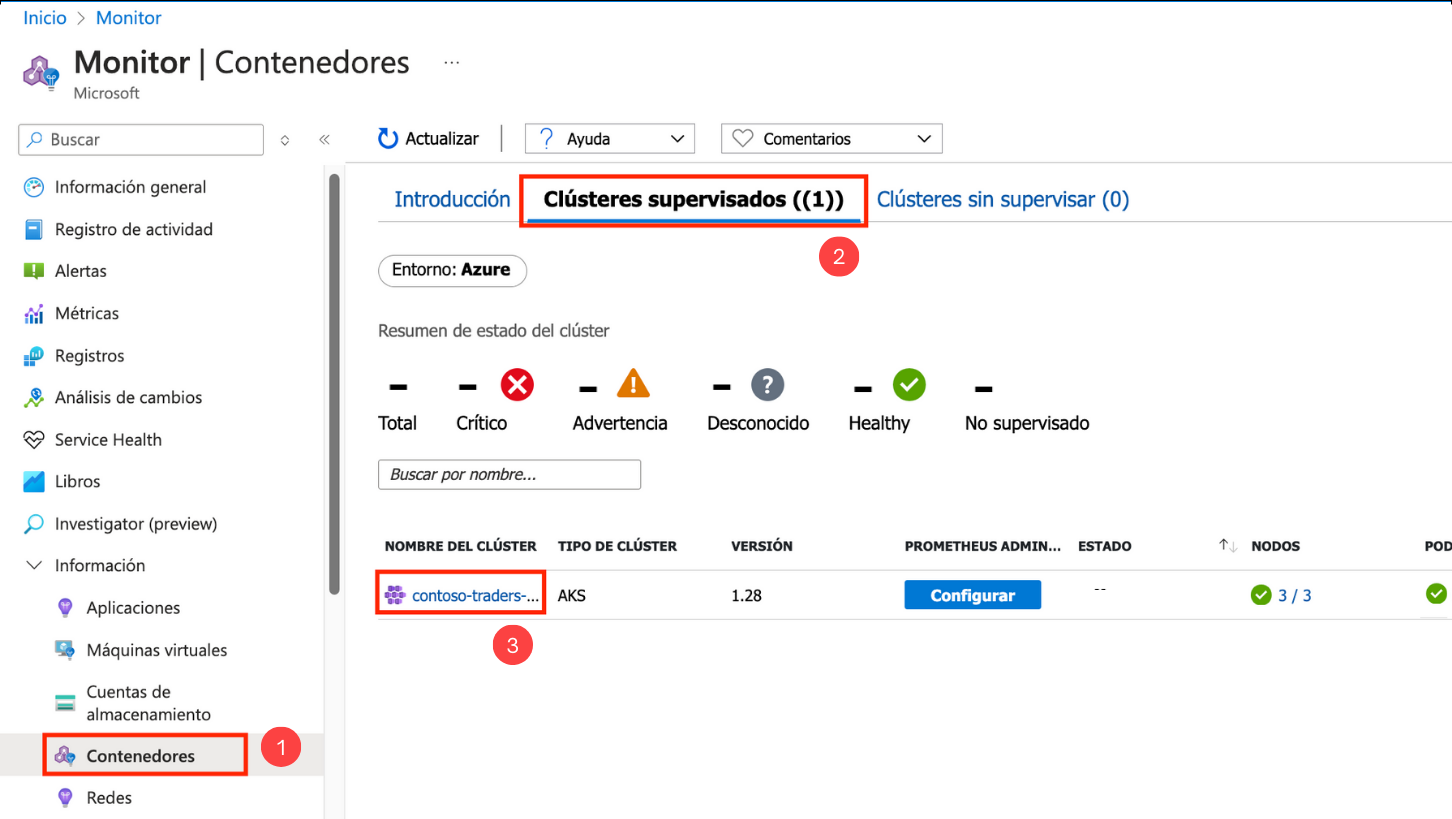 Inicio > Monitor
Monitor | Contenedores ...
Microsoft
Buscar
Actualizar
Ayuda
Comentarios
Información general
Registro de actividad
Alertas
Métricas
Registros
Análisis de cambios
Service Health
Libros
Investigator (preview)
Información
Aplicaciones
Máquinas virtuales
Cuentas de
almacenamiento
Contenedores
1
Redes
Introducción
Clústeres supervisados ((1))
Clústeres sin supervisar (0)
2
Entorno: Azure
Resumen de estado del clúster
– – – – – –
Total Crítico Advertencia Desconocido Healthy No supervisado
Buscar por nombre...
NOMBRE DEL CLÚSTER TIPO DE CLÚSTER VERSIÓN PROMETHEUS ADMIN... ESTADO ↑↓ NODOS POD
contoso-traders-... AKS 1.28 Configurar -- 3 / 3
3